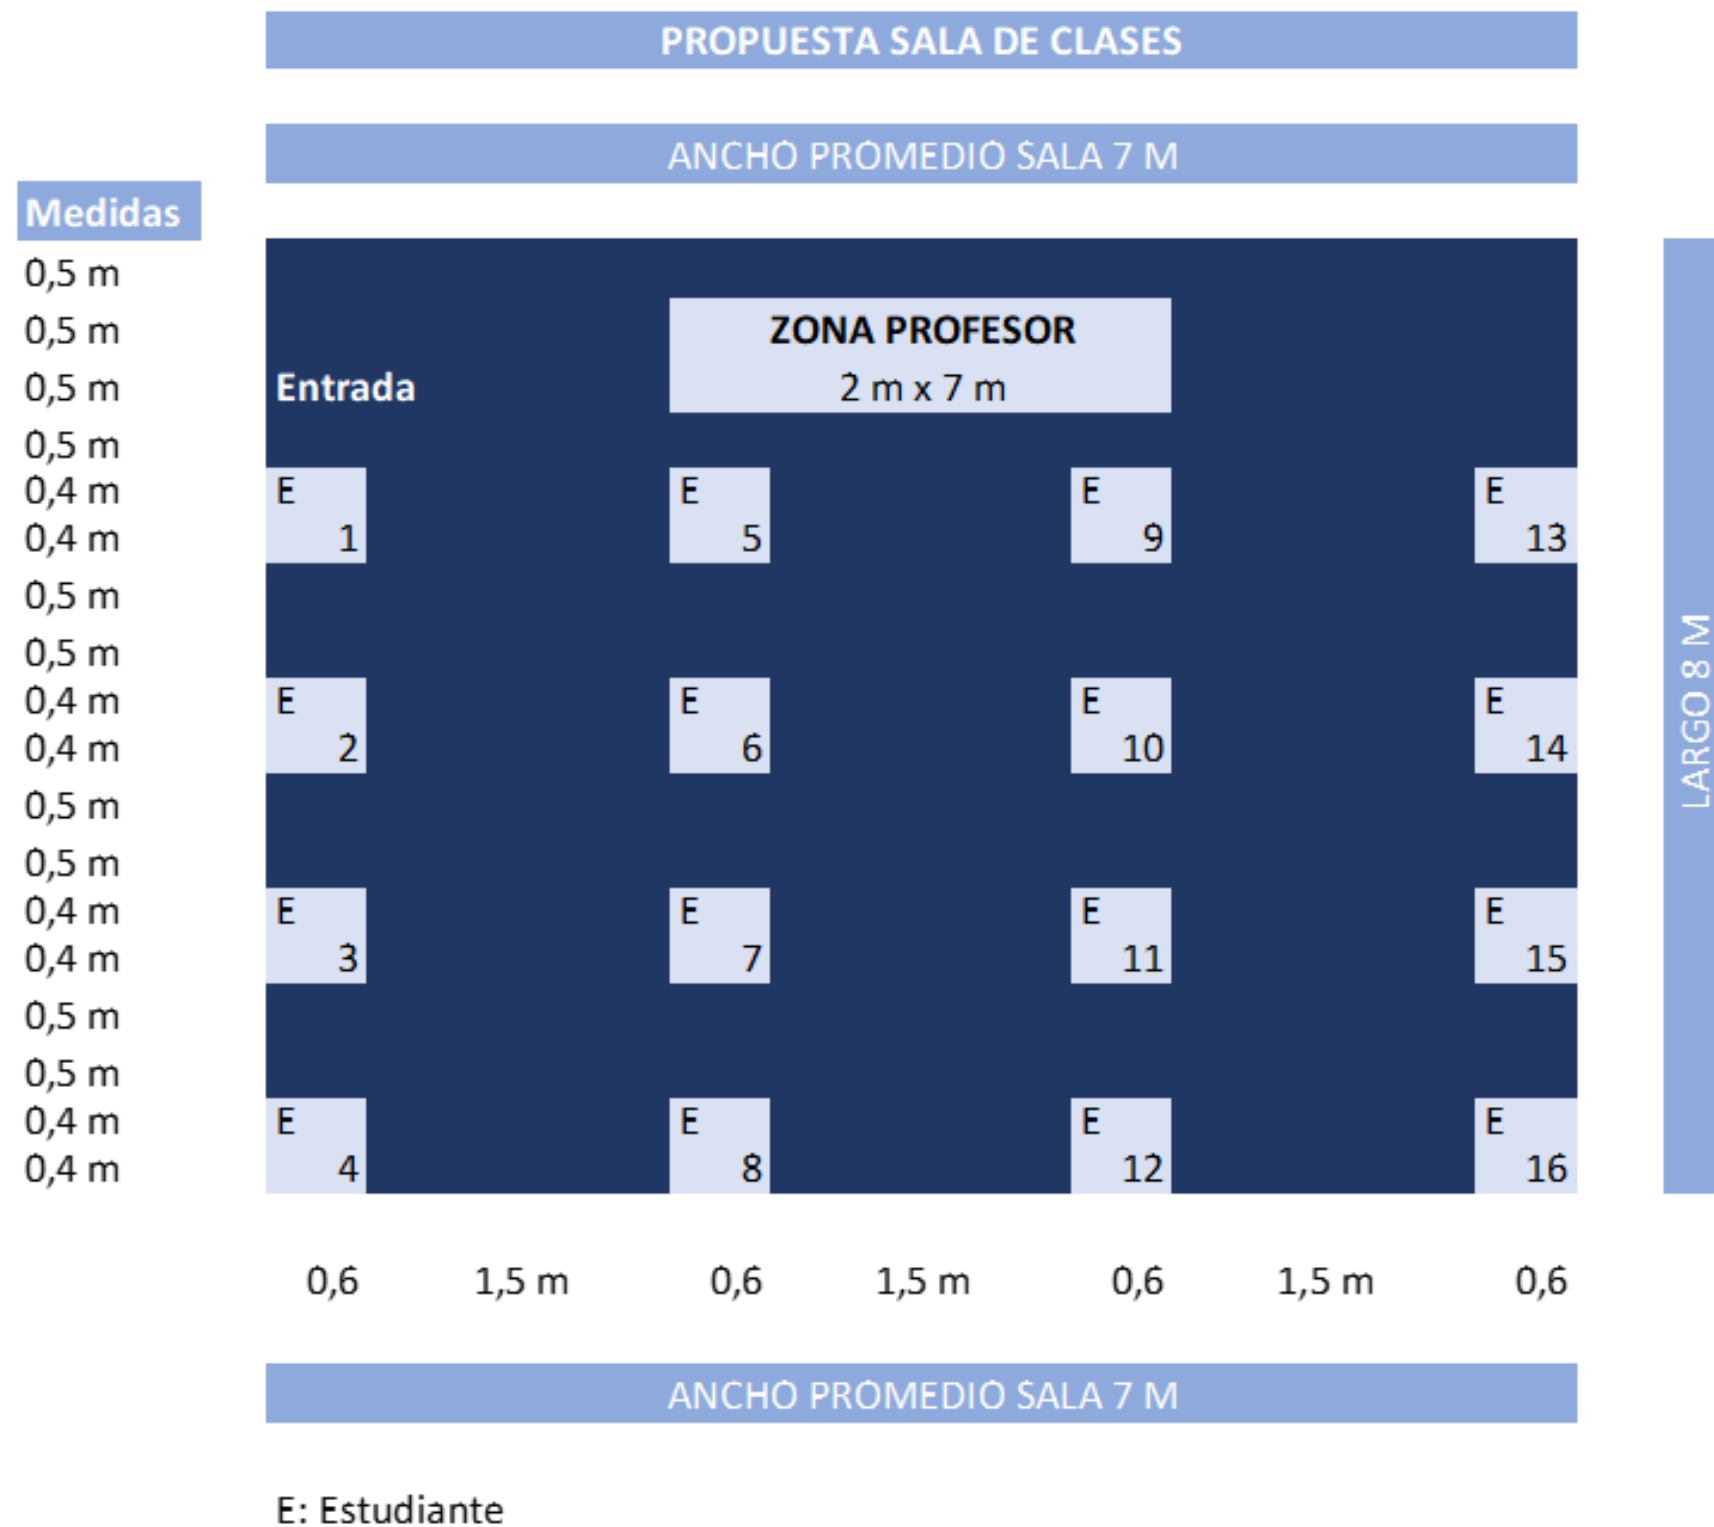 PROPUESTA SALA DE CLASES
ANCHO PROMEDIO SALA 7 M
Medidas
0,5 m
0,5 m ZONA PROFESOR
0,5 m Entrada 2 m x 7 m
0,5 m
0,4 m E E E E
0,4 m 1 5 9 13
0,5 m
0,5 m
0,4 m E E E E
0,4 m 2 6 10 14
0,5 m
0,5 m
0,4 m E E E E
0,4 m 3 7 11 15
0,5 m
0,5 m
0,4 m E E E E
0,4 m 4 8 12 16
LARGO 8 M
0,6 1,5 m 0,6 1,5 m 0,6 1,5 m 0,6
ANCHO PROMEDIO SALA 7 M
E: Estudiante